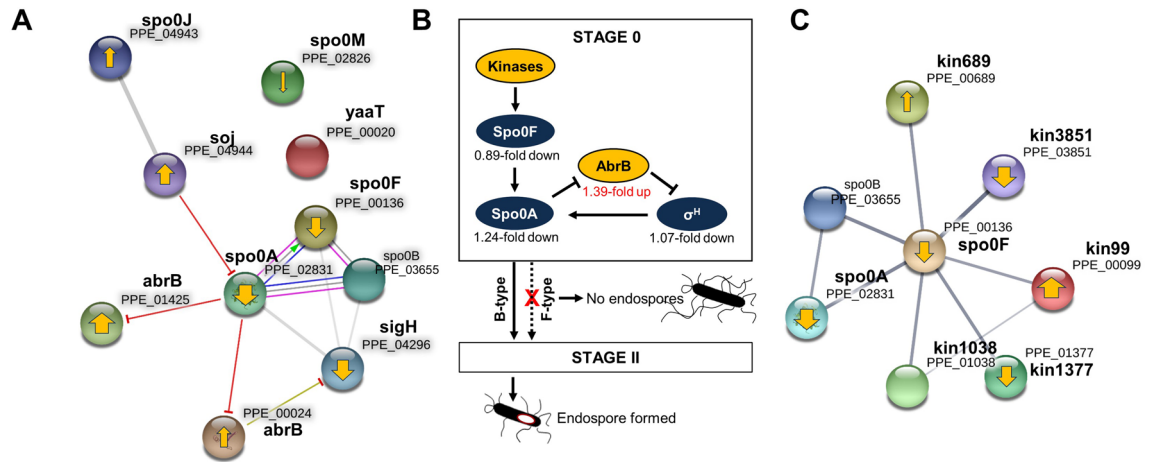 A
spo0J
PPE_04943
spo0M
PPE_02826
yaaT
PPE_00020
soj
PPE_04944
spo0F
PPE_00136
spo0A
PPE_02831
spo0B
PPE_03655
abrB
PPE_01425
sigH
PPE_04296
PPE_00024
abrB
B
STAGE 0
Kinases
Spo0F
0.89-fold down
AbrB
1.39-fold up
Spo0A
1.24-fold down
σH
1.07-fold down
B-type
X
F-type
No endospores
STAGE II
Endospore formed
C
kin689
PPE_00689
kin3851
PPE_03851
spo0B
PPE_03655
PPE_00136
spo0F
kin99
PPE_00099
spo0A
PPE_02831
kin1038
PPE_01038
PPE_01377
kin1377